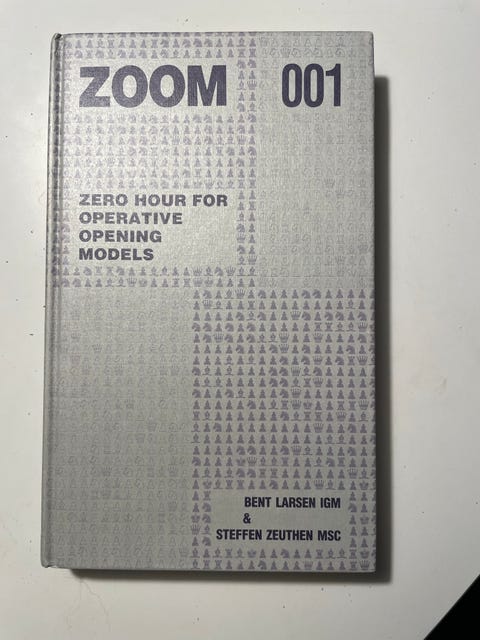 ZOOM 001
ZERO HOUR FOR
OPERATIVE
OPENING
MODELS
BENT LARSEN IGM
&
STEFFEN ZEUTHEN MSC